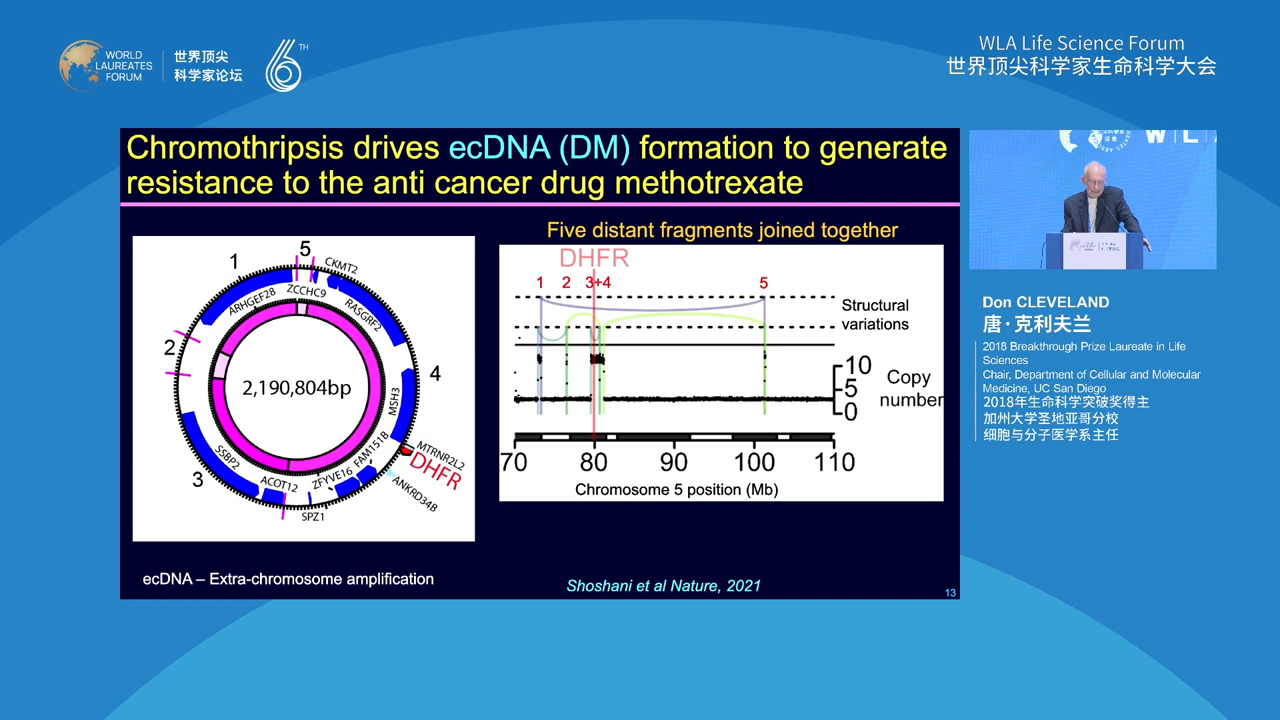 WORLD
LAUREATES
FORUM
世界顶尖
科学家论坛
6TH
WLA Life Science Forum
世界顶尖科学家生命科学大会
Chromothripsis drives ecDNA (DM) formation to generate
resistance to the anti cancer drug methotrexate
5
1
CKMT2
ZCCHC9
ARHGEF28
RASGRF2
2
2,190,804bp
4
MSH3
MTRNR2L2
DHFR
FAM151B
ANKRD34B
SSBP2
3
ZFYVE16
ACOT12
SPZ1
ecDNA – Extra-chromosome amplification
Five distant fragments joined together
DHFR
1 2 3+4 5
Structural
variations
10
5
0
Copy
number
70 80 90 100 110
Chromosome 5 position (Mb)
Shoshani et al Nature, 2021
13
W L A
Don CLEVELAND
唐·克利夫兰
2018 Breakthrough Prize Laureate in Life
Sciences
Chair, Department of Cellular and Molecular
Medicine, UC San Diego
2018年生命科学突破奖得主
加州大学圣地亚哥分校
细胞与分子医学系主任